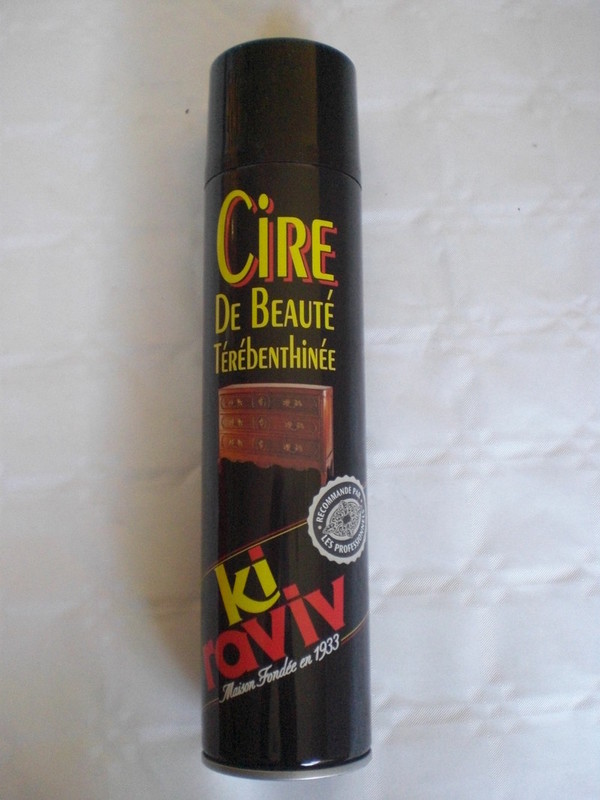 Cire
De Beauté
Térébenthinée
RECOMMANDÉ PAR
LES PROFESSIONNELS
ki
raviv
Maison Fondée en 1933